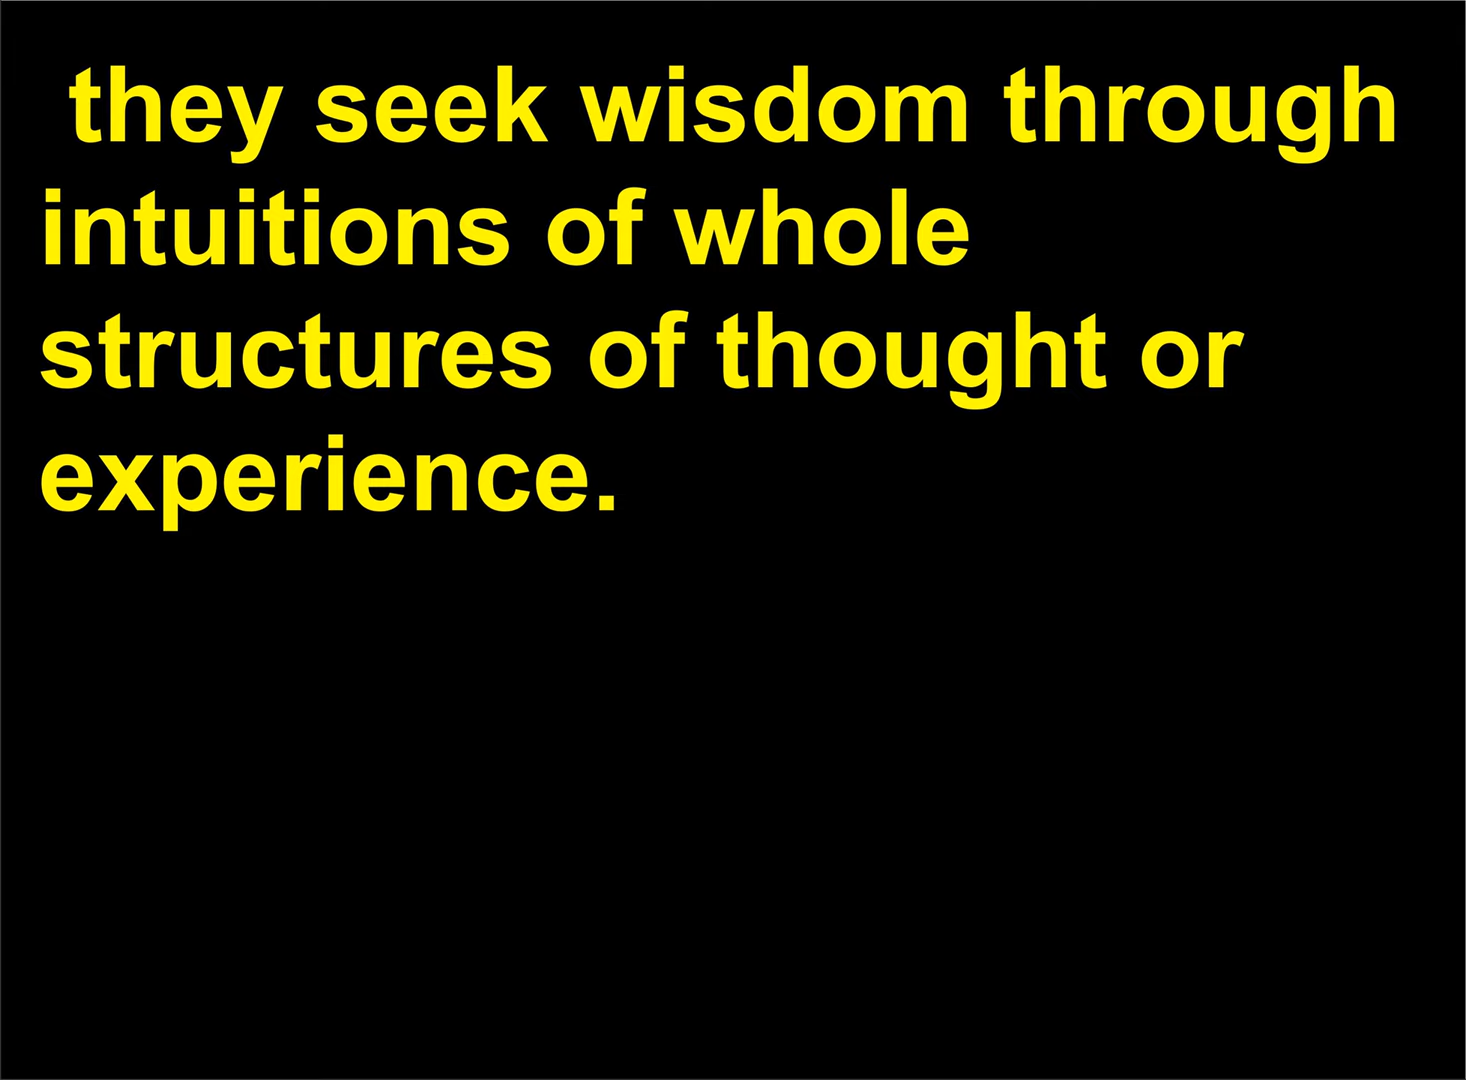 they seek wisdom through
intuitions of whole
structures of thought or
experience.